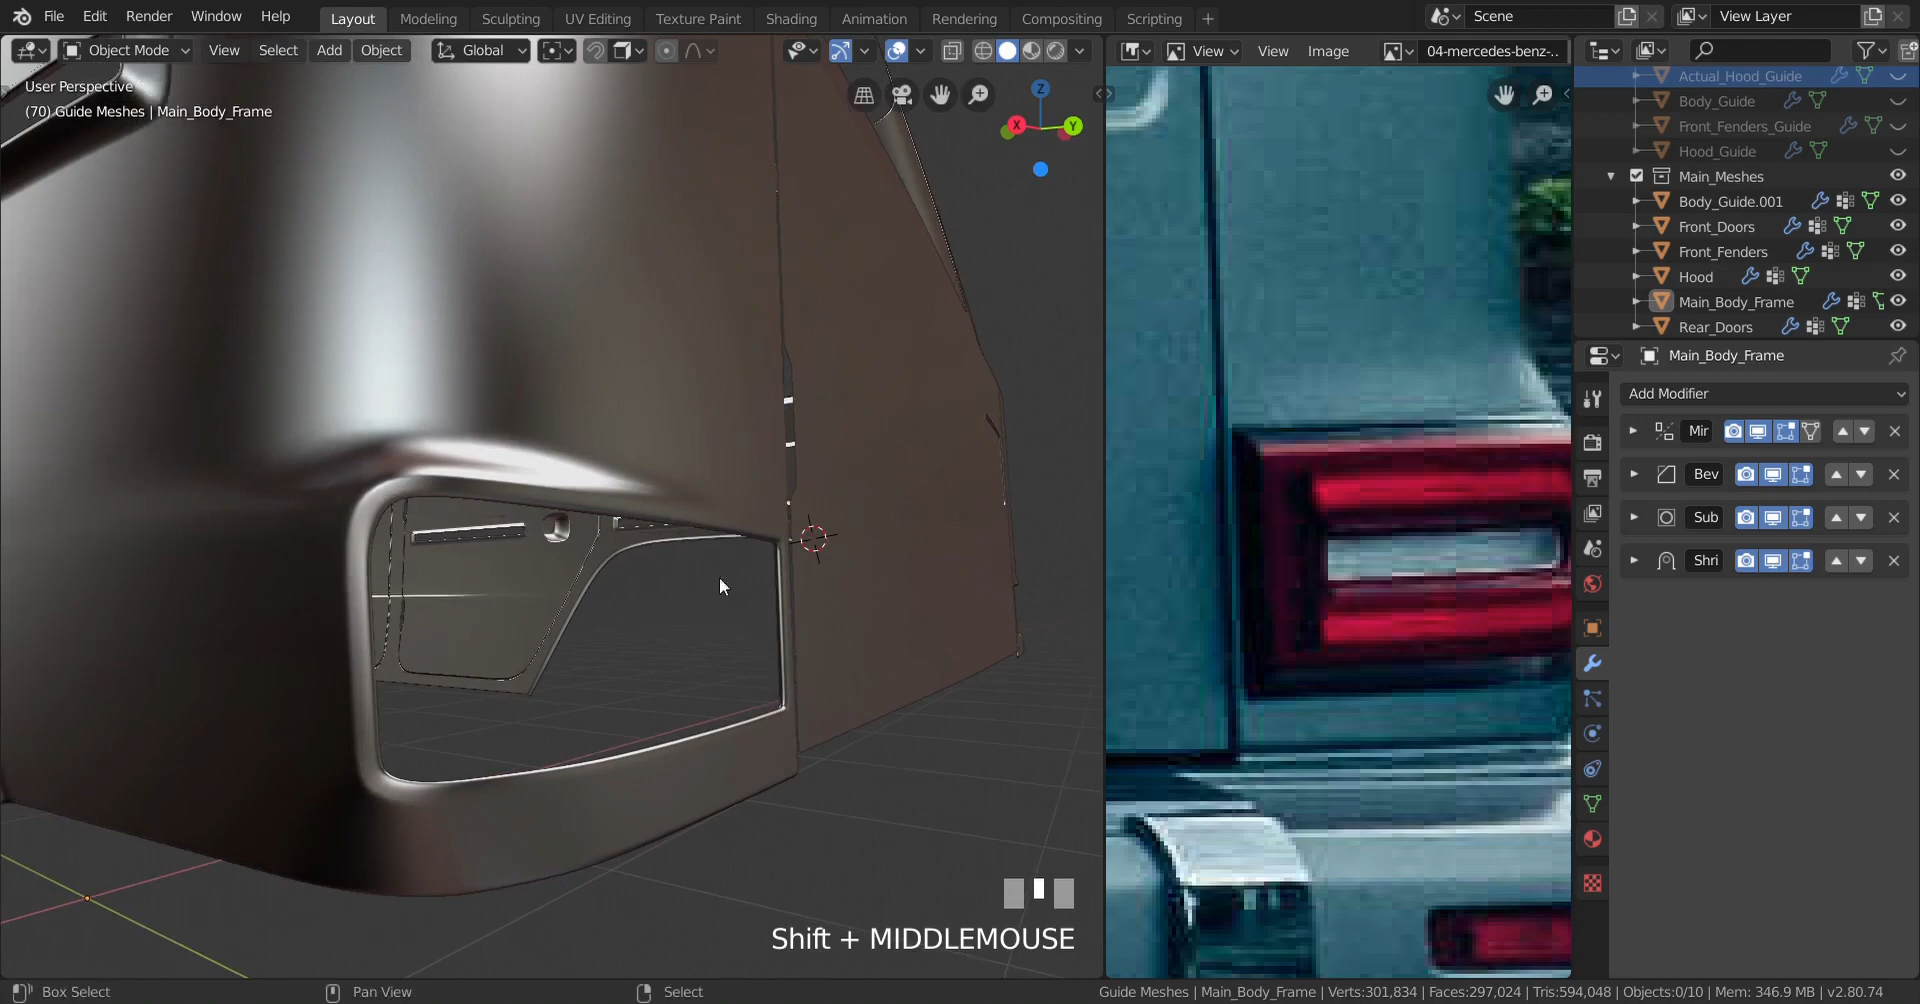 File Edit Render Window Help Layout Modeling Sculpting UV Editing Texture Paint Shading Animation Rendering Compositing Scripting + Scene View Layer
Object Mode View Select Add Object Global View View Image 04-mercedes-benz-..
User Perspective
(70) Guide Meshes | Main_Body_Frame
Z
X
Y
Actual_Hood_Guide
Body_Guide
Front_Fenders_Guide
Hood_Guide
Main_Meshes
Body_Guide.001
Front_Doors
Front_Fenders
Hood
Main_Body_Frame
Rear_Doors
Main_Body_Frame
Add Modifier
Mir
Bev
Sub
Shri
Shift + MIDDLEMOUSE
Box Select Pan View Select Guide Meshes | Main_Body_Frame | Verts:301,834 | Faces:297,024 | Tris:594,048 | Objects:0/10 | Mem: 346.9 MB | v2.80.74